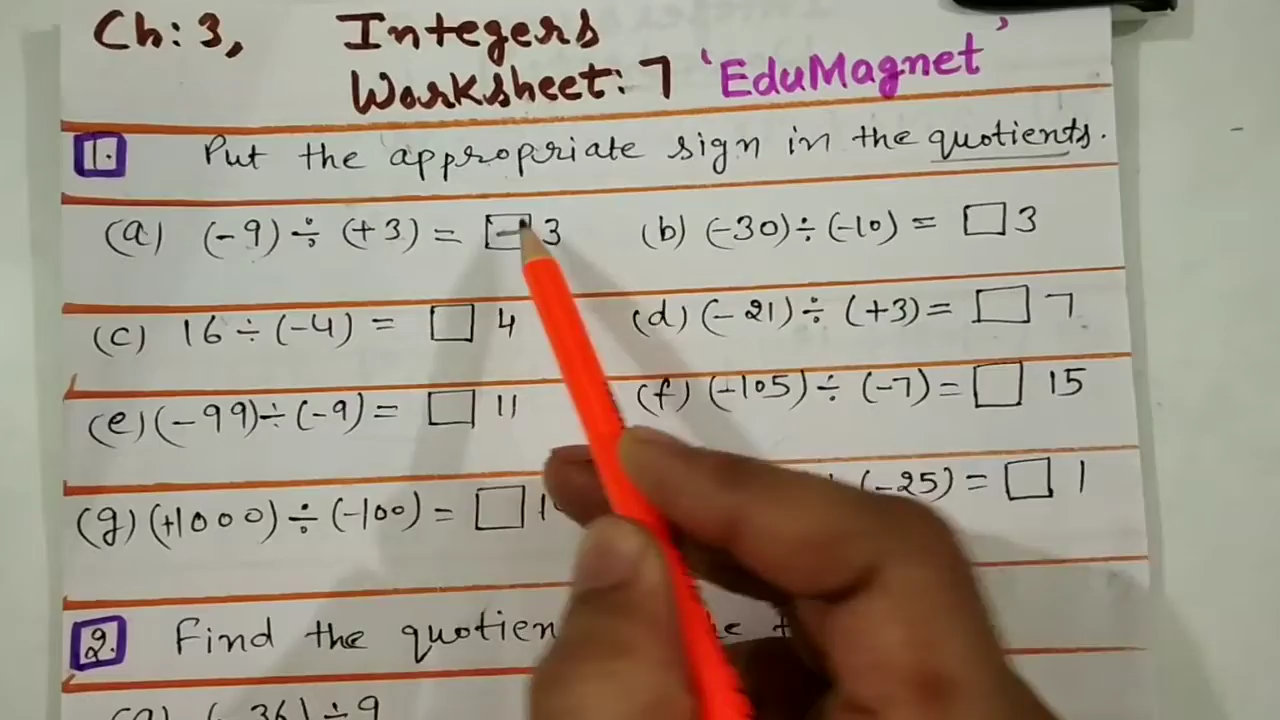 Ch: 3, Integers
Worksheet: 7 'EduMagnet'
1. Put the appropriate sign in the quotients.
(a) (-9) ÷ (+3) = - 3 (b) (-30) ÷ (-10) = □ 3
(c) 16 ÷ (-4) = □ 4 (d) (-21) ÷ (+3) = □ 7
(e) (-99) ÷ (-9) = □ 11 (f) (-105) ÷ (-7) = □ 15
(g) (+1000) ÷ (-100) = □ (-25) = □ 1
2. Find the
(-36) ÷ 9